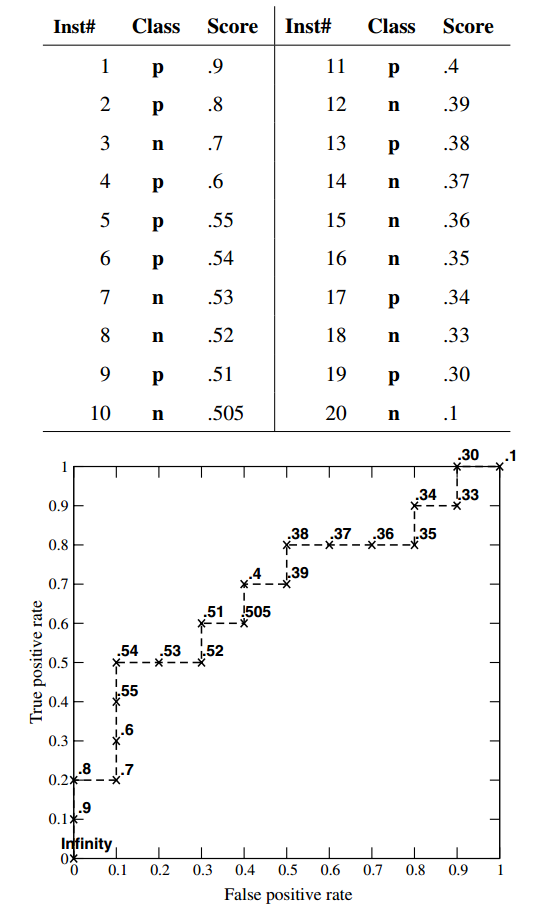 Inst# Class Score Inst# Class Score
1 p .9 11 p .4
2 p .8 12 n .39
3 n .7 13 p .38
4 p .6 14 n .37
5 p .55 15 n .36
6 p .54 16 n .35
7 n .53 17 p .34
8 n .52 18 n .33
9 p .51 19 p .30
10 n .505 20 n .1
.30 .1
1
.34 .33
0.9
.38 .37 .36 .35
0.8
.4 .39
0.7
.51 .505
0.6
.54 .53 .52
0.5
.55
0.4
.6
0.3
.8 .7
0.2
.9
0.1
Infinity
0
0 0.1 0.2 0.3 0.4 0.5 0.6 0.7 0.8 0.9 1
True positive rate
False positive rate